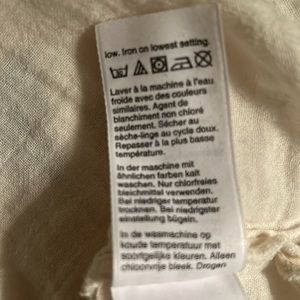 low. Iron on lowest setting.
Laver à la machine à l'eau
froide avec des couleurs
similaires. Agent de
blanchiment non chloré
seulement. Sécher au
sèche-linge au cycle doux.
Repasser à la plus basse
température.
In der maschine mit
ähnlichen farben kalt
waschen. Nur chlorfreies
bleichmittel verwenden.
Bei niedriger temperatur
trocknen. Bei niedrigster
einstellung bügeln.
In de wasmachine op
koude temperatuur met
soortgelijke kleuren. Alleen
chloorvrije bleek. Drogen